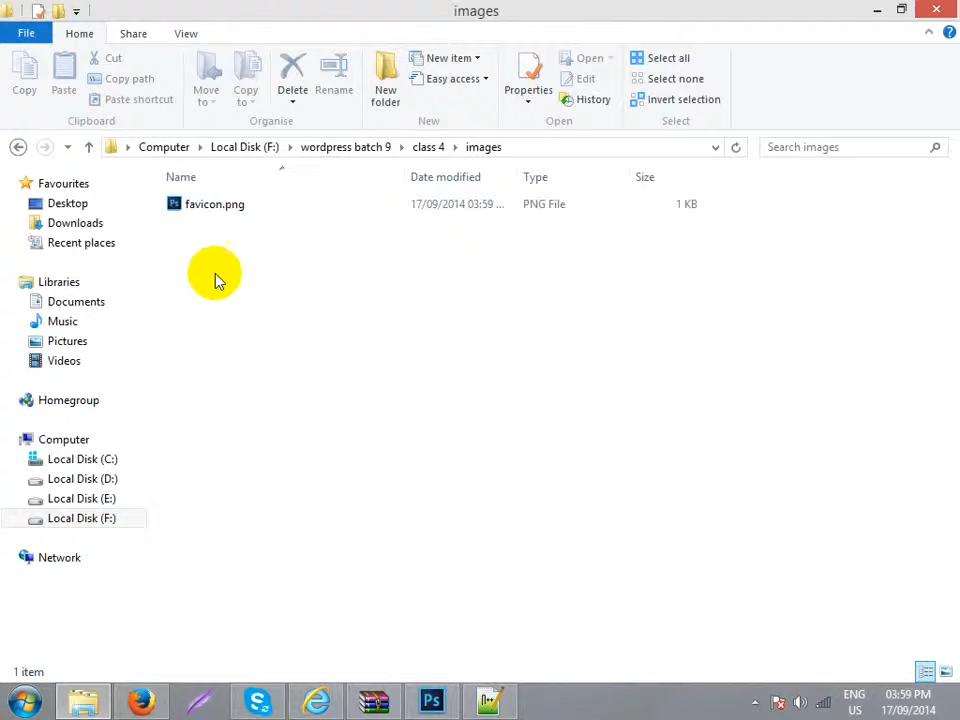 images
File Home Share View
Cut
Copy path
Paste shortcut
Copy
Paste
Clipboard
Move to
Copy to
Delete
Rename
Organise
New item
Easy access
New folder
New
Properties
Open
Edit
History
Open
Select all
Select none
Invert selection
Select
Computer Local Disk (F:) wordpress batch 9 class 4 images
Search images
Name Date modified Type Size
favicon.png 17/09/2014 03:59 ... PNG File 1 KB
Favourites
Desktop
Downloads
Recent places
Libraries
Documents
Music
Pictures
Videos
Homegroup
Computer
Local Disk (C:)
Local Disk (D:)
Local Disk (E:)
Local Disk (F:)
Network
1 item
Ps
ENG
US
03:59 PM
17/09/2014